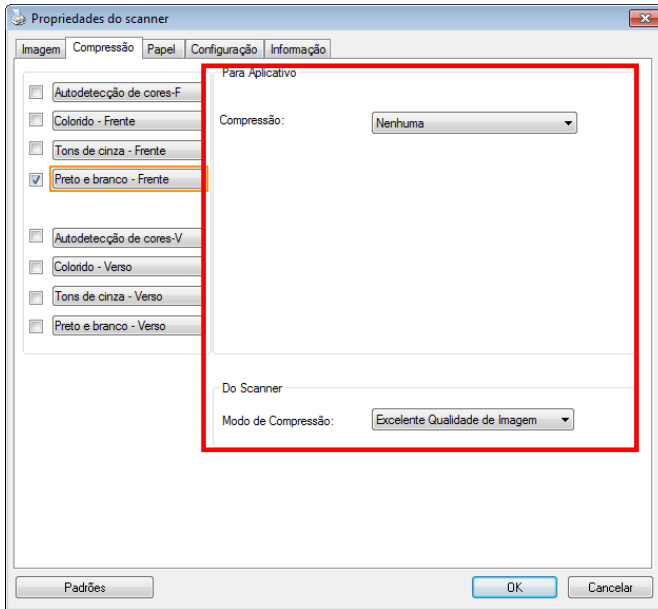 Propriedades do scanner
Imagem Compressão Papel Configuração Informação
Autodetecção de cores-F
Colorido - Frente
Tons de cinza - Frente
Preto e branco - Frente
Autodetecção de cores-V
Colorido - Verso
Tons de cinza - Verso
Preto e branco - Verso
Para Aplicativo
Compressão: Nenhuma
Do Scanner
Modo de Compressão: Excelente Qualidade de Imagem
Padrões OK Cancelar